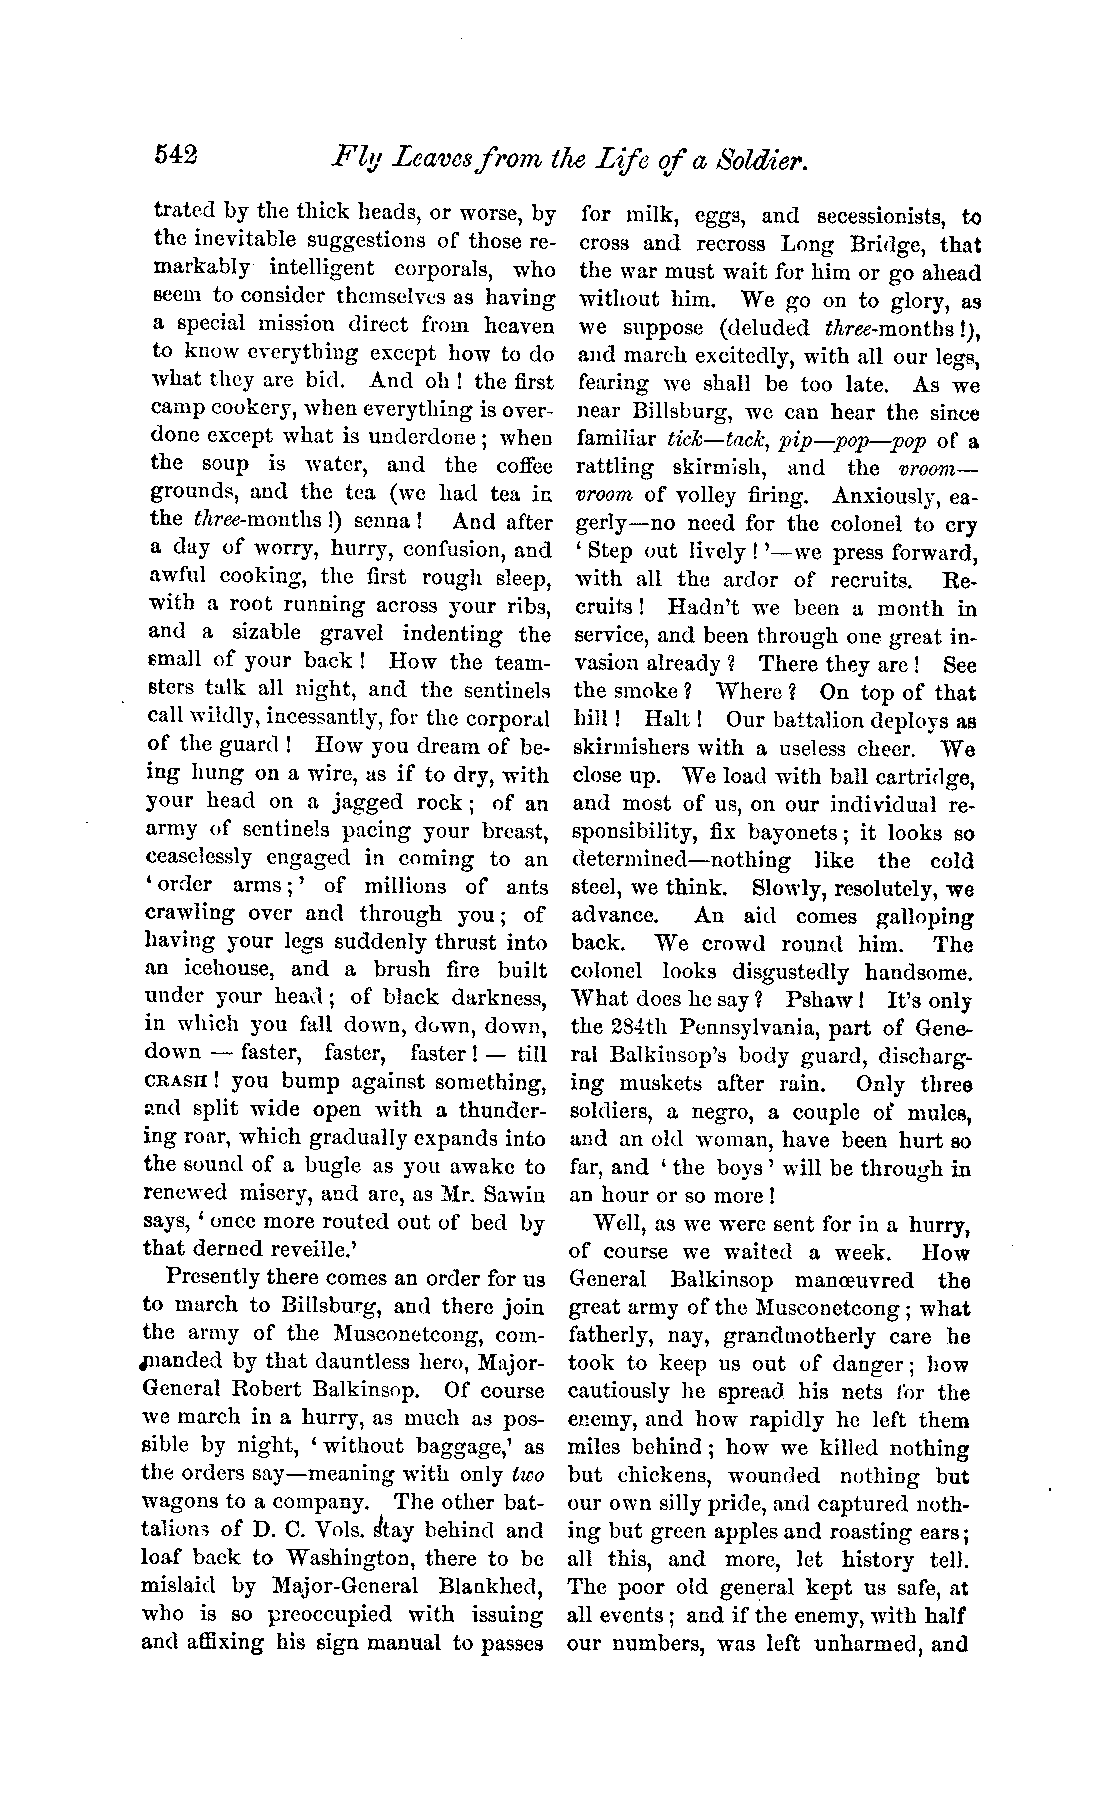 542 Fly Leaves from the Life of a Soldier.
trated by the thick heads, or worse, by
the inevitable suggestions of those re-
markably intelligent corporals, who
seem to consider themselves as having
a special mission direct from heaven
to know everything except how to do
what they are bid. And oh! the first
camp cookery, when everything is over-
done except what is underdone; when
the soup is water, and the coffee
grounds, and the tea (we had tea in
the three-months!) senna! And after
a day of worry, hurry, confusion, and
awful cooking, the first rough sleep,
with a root running across your ribs,
and a sizable gravel indenting the
small of your back! How the team-
sters talk all night, and the sentinels
call wildly, incessantly, for the corporal
of the guard! How you dream of be-
ing hung on a wire, as if to dry, with
your head on a jagged rock; of an
army of sentinels pacing your breast,
ceaselessly engaged in coming to an
‘order arms;’ of millions of ants
crawling over and through you; of
having your legs suddenly thrust into
an icehouse, and a brush fire built
under your head; of black darkness,
in which you fall down, down, down,
down — faster, faster, faster! — till
CRASH! you bump against something,
and split wide open with a thunder-
ing roar, which gradually expands into
the sound of a bugle as you awake to
renewed misery, and are, as Mr. Sawin
says, ‘once more routed out of bed by
that derned reveille.’
Presently there comes an order for us
to march to Billsburg, and there join
the army of the Musconetcong, com-
manded by that dauntless hero, Major-
General Robert Balkinsop. Of course
we march in a hurry, as much as pos-
sible by night, ‘without baggage,’ as
the orders say—meaning with only two
wagons to a company. The other bat-
talions of D. C. Vols. stay behind and
loaf back to Washington, there to be
mislaid by Major-General Blankhed,
who is so preoccupied with issuing
and affixing his sign manual to passes
for milk, eggs, and secessionists, to
cross and recross Long Bridge, that
the war must wait for him or go ahead
without him. We go on to glory, as
we suppose (deluded three-months!),
and march excitedly, with all our legs,
fearing we shall be too late. As we
near Billsburg, we can hear the since
familiar tick—tack, pip—pop—pop of a
rattling skirmish, and the vroom—
vroom of volley firing. Anxiously, ea-
gerly—no need for the colonel to cry
‘Step out lively!’—we press forward,
with all the ardor of recruits. Re-
cruits! Hadn't we been a month in
service, and been through one great in-
vasion already? There they are! See
the smoke? Where? On top of that
hill! Halt! Our battalion deploys as
skirmishers with a useless cheer. We
close up. We load with ball cartridge,
and most of us, on our individual re-
sponsibility, fix bayonets; it looks so
determined—nothing like the cold
steel, we think. Slowly, resolutely, we
advance. An aid comes galloping
back. We crowd round him. The
colonel looks disgustedly handsome.
What does he say? Pshaw! It's only
the 284th Pennsylvania, part of Gene-
ral Balkinsop's body guard, discharg-
ing muskets after rain. Only three
soldiers, a negro, a couple of mules,
and an old woman, have been hurt so
far, and ‘the boys’ will be through in
an hour or so more!
Well, as we were sent for in a hurry,
of course we waited a week. How
General Balkinsop manœuvred the
great army of the Musconetcong; what
fatherly, nay, grandmotherly care he
took to keep us out of danger; how
cautiously he spread his nets for the
enemy, and how rapidly he left them
miles behind; how we killed nothing
but chickens, wounded nothing but
our own silly pride, and captured noth-
ing but green apples and roasting ears;
all this, and more, let history tell.
The poor old general kept us safe, at
all events; and if the enemy, with half
our numbers, was left unharmed, and